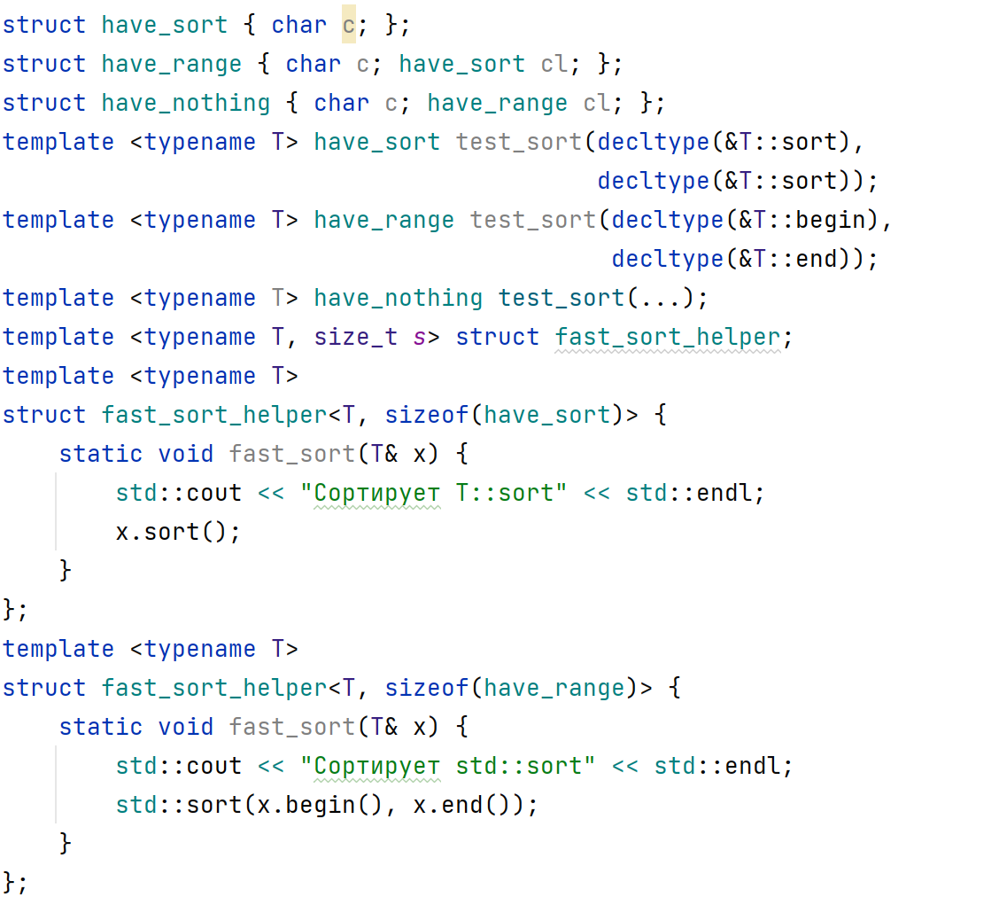 struct have_sort { char c; };
struct have_range { char c; have_sort cl; };
struct have_nothing { char c; have_range cl; };
template <typename T> have_sort test_sort(decltype(&T::sort),
                                          decltype(&T::sort));
template <typename T> have_range test_sort(decltype(&T::begin),
                                           decltype(&T::end));
template <typename T> have_nothing test_sort(...);
template <typename T, size_t s> struct fast_sort_helper;
template <typename T>
struct fast_sort_helper<T, sizeof(have_sort)> {
    static void fast_sort(T& x) {
        std::cout << "Сортирует T::sort" << std::endl;
        x.sort();
    }
};
template <typename T>
struct fast_sort_helper<T, sizeof(have_range)> {
    static void fast_sort(T& x) {
        std::cout << "Сортирует std::sort" << std::endl;
        std::sort(x.begin(), x.end());
    }
};